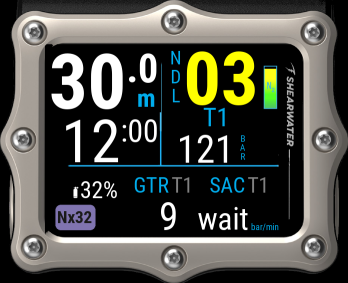 30.0 m
NDL 03
N₂
12:00
T1
121 BAR
32%
GTR T1
SAC T1
Nx32
9
wait bar/min
SHEARWATER